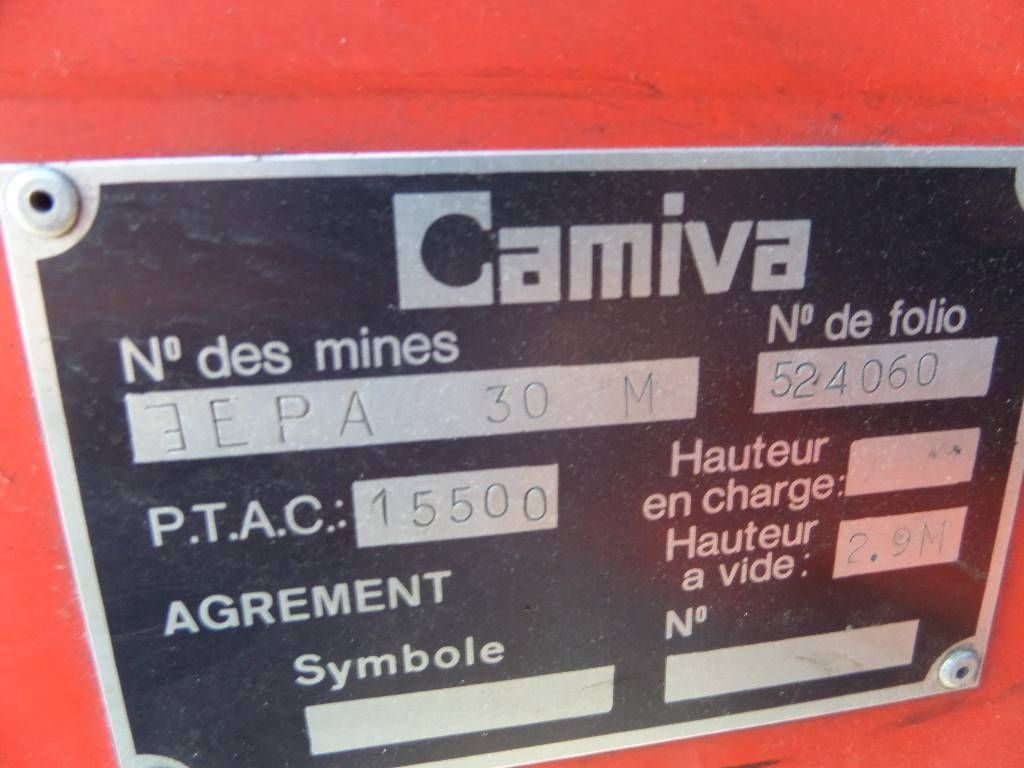 Camiva
Nº des mines
Nº de folio
ƎEPA 30 M
524060
P.T.A.C.: 15500
Hauteur
en charge:
Hauteur
a vide: 2.9M
AGREMENT
Symbole
Nº